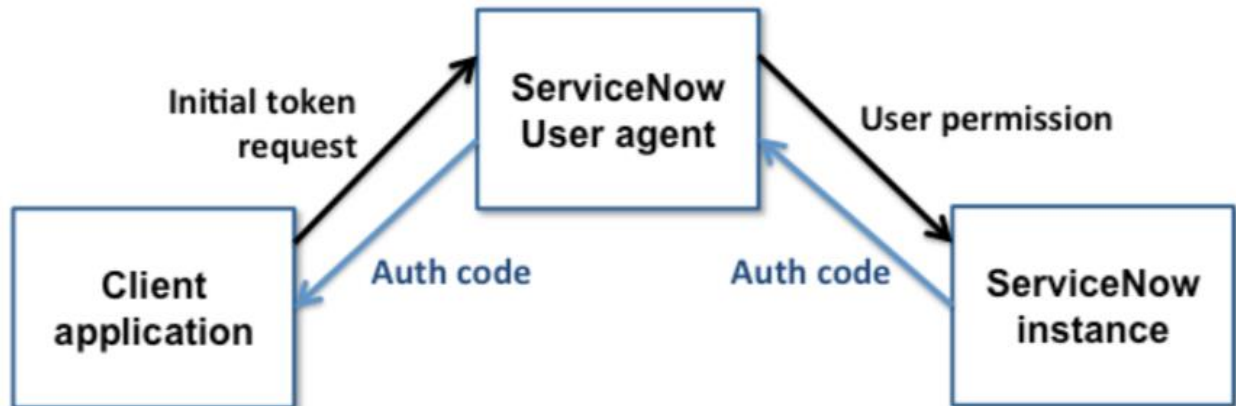 ServiceNow
User agent
Initial token
request
User permission
Auth code
Auth code
Client
application
ServiceNow
instance